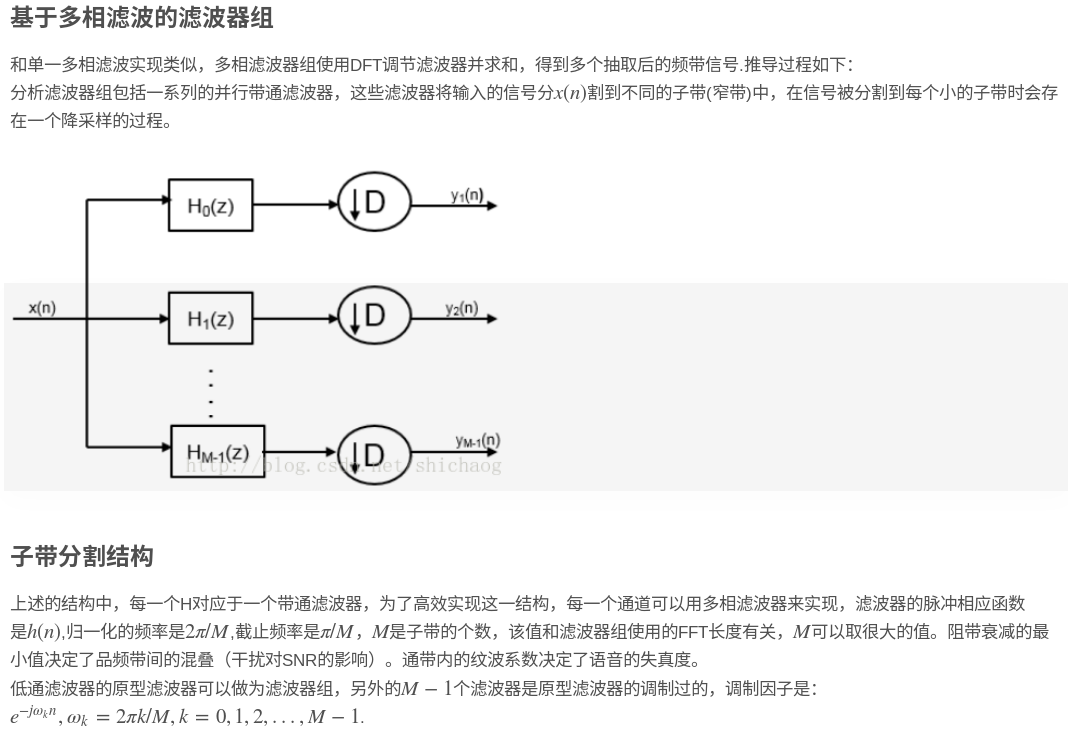 基于多相滤波的滤波器组
和单一多相滤波实现类似，多相滤波器组使用DFT调节滤波器并求和，得到多个抽取后的频带信号.推导过程如下：
分析滤波器组包括一系列的并行带通滤波器，这些滤波器将输入的信号分x(n)割到不同的子带(窄带)中，在信号被分割到每个小的子带时会存
在一个降采样的过程。
H₀(z)
↓D
y₁(n)
x(n)
H₁(z)
↓D
y₂(n)
H_{M-1}(z)
↓D
y_{M-1}(n)
http://blog.csdn.net/shichaog
子带分割结构
上述的结构中，每一个H对应于一个带通滤波器，为了高效实现这一结构，每一个通道可以用多相滤波器来实现，滤波器的脉冲相应函数
是h(n),归一化的频率是2π/M,截止频率是π/M，M是子带的个数，该值和滤波器组使用的FFT长度有关，M可以取很大的值。阻带衰减的最
小值决定了品频带间的混叠（干扰对SNR的影响）。通带内的纹波系数决定了语音的失真度。
低通滤波器的原型滤波器可以做为滤波器组，另外的M − 1个滤波器是原型滤波器的调制过的，调制因子是：
e^{−jω_k n}, ω_k = 2πk/M, k = 0, 1, 2, . . . , M − 1.